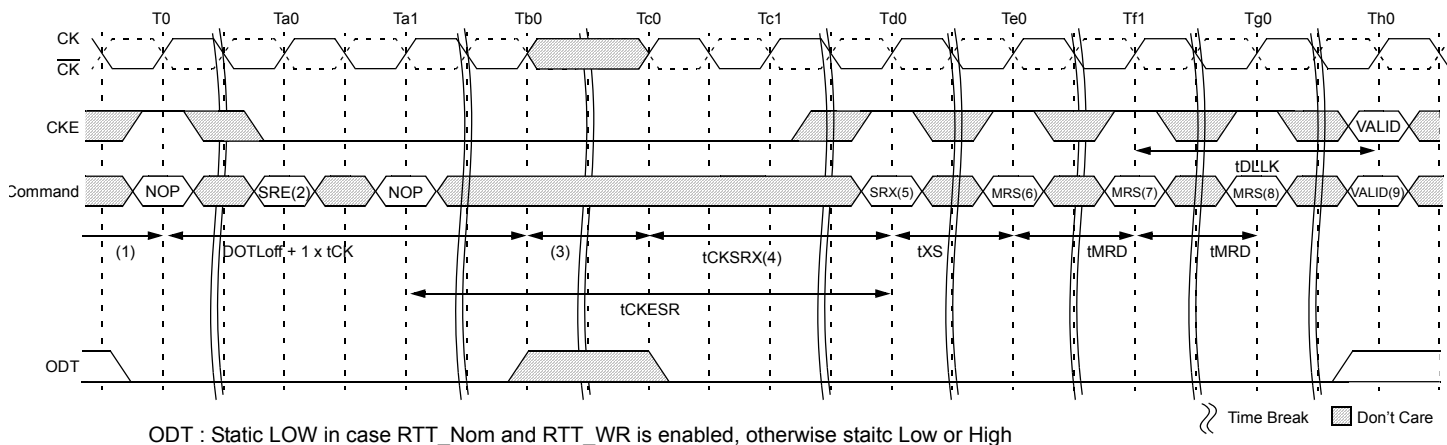 T0 Ta0 Ta1 Tb0 Tc0 Tc1 Td0 Te0 Tf1 Tg0 Th0
CK
CK
CKE VALID
tDLLK
Command NOP SRE(2) NOP SRX(5) MRS(6) MRS(7) MRS(8) VALID(9)
(1) DOTLoff + 1 x tCK (3) tCKSRX(4) tXS tMRD tMRD
tCKESR
ODT
Time Break Don't Care
ODT : Static LOW in case RTT_Nom and RTT_WR is enabled, otherwise staitc Low or High